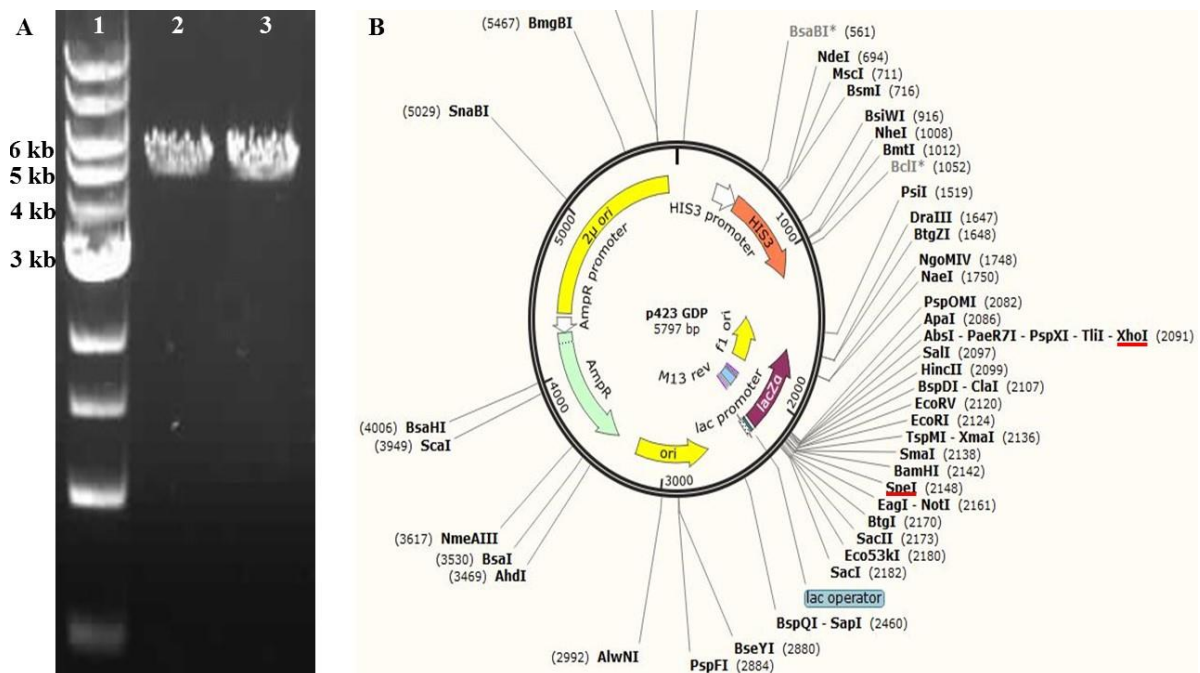 A
1 2 3
6 kb
5 kb
4 kb
3 kb
B
(5467) BmgBI
(5029) SnaBI
(4006) BsaHI
(3949) ScaI
(3617) NmeAIII
(3530) BsaI
(3469) AhdI
(2992) AlwNI
BsaBI* (561)
NdeI (694)
MscI (711)
BsmI (716)
BsiWI (916)
NheI (1008)
BmtI (1012)
BclI* (1052)
PsiI (1519)
DraIII (1647)
BtgZI (1648)
NgoMIV (1748)
NaeI (1750)
PspOMI (2082)
ApaI (2086)
AbsI - PaeR7I - PspXI - TliI - XhoI (2091)
SalI (2097)
HincII (2099)
BspDI - ClaI (2107)
EcoRV (2120)
EcoRI (2124)
TspMI - XmaI (2136)
SmaI (2138)
BamHI (2142)
SpeI (2148)
EagI - NotI (2161)
BtgI (2170)
SacII (2173)
Eco53kI (2180)
SacI (2182)
lac operator
BspQI - SapI (2460)
BseYI (2880)
PspFI (2884)
1000
2000
3000
4000
5000
HIS3 promoter
HIS3
2μ ori
AmpR promoter
AmpR
ori
p423 GDP
5797 bp
f1 ori
M13 rev
lac promoter
lacZα